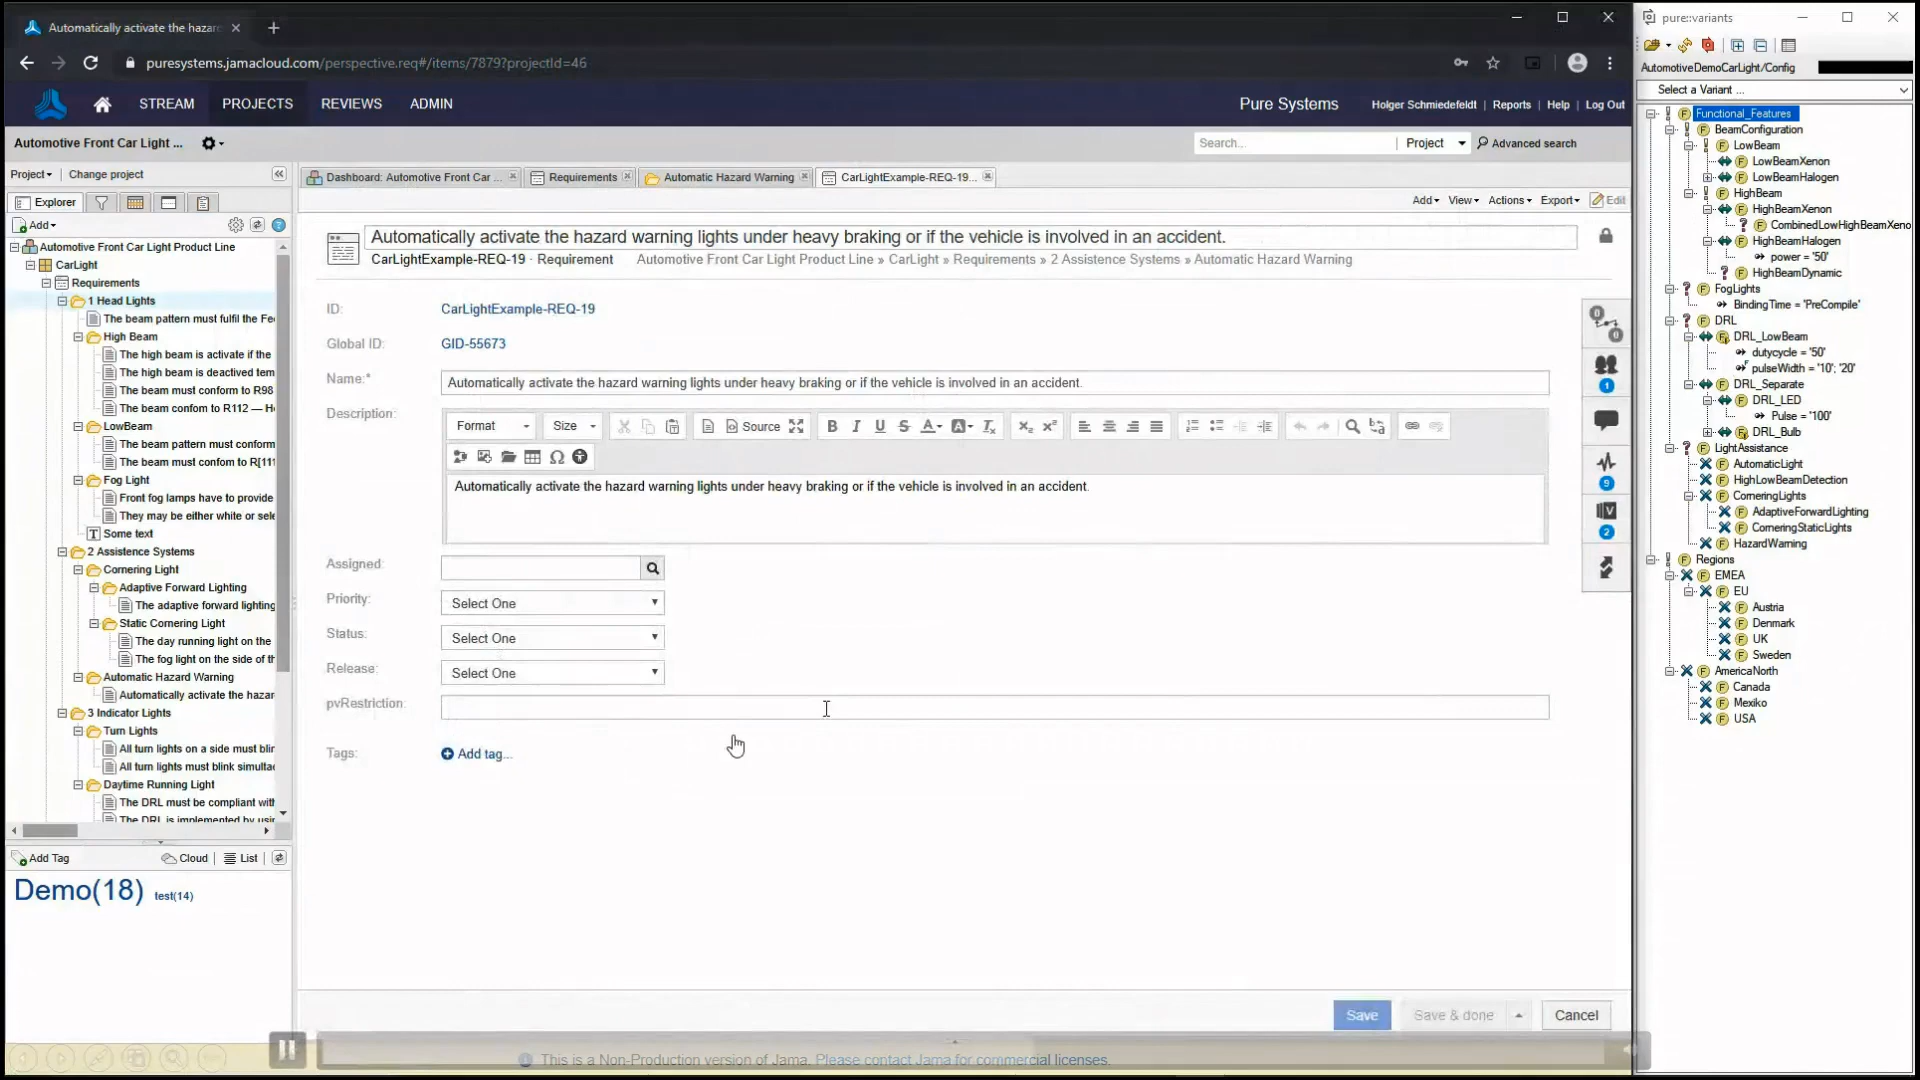 Automatically activate the hazar
puresystems.jamacloud.com/perspective.req#/items/7879?projectId=46
STREAM PROJECTS REVIEWS ADMIN
Pure Systems Holger Schmiedefeldt | Reports | Help | Log Out
Automotive Front Car Light ...
Search... Project Advanced search
Project Change project
Dashboard: Automotive Front Car ... Requirements Automatic Hazard Warning CarLightExample-REQ-19...
Explorer
Add View Actions Export Edit
Add
Automotive Front Car Light Product Line
CarLight
Requirements
1 Head Lights
The beam pattern must fulfil the Fe
High Beam
The high beam is activate if the
The high beam is deactived tem
The beam must conform to R98
The beam confom to R112 — H
LowBeam
The beam pattern must conform
The beam must confom to R[11
Fog Light
Front fog lamps have to provide
They may be either white or sele
Some text
2 Assistence Systems
Cornering Light
Adaptive Forward Lighting
The adaptive forward lighting
Static Cornering Light
The day running light on the
The fog light on the side of th
Automatic Hazard Warning
Automatically activate the hazar
3 Indicator Lights
Turn Lights
All turn lights on a side must blin
All turn lights must blink simultac
Daytime Running Light
The DRL must be compliant with
The DRL is implemented by usin
Add Tag Cloud | List
Demo(18) test(14)
Automatically activate the hazard warning lights under heavy braking or if the vehicle is involved in an accident.
CarLightExample-REQ-19 · Requirement Automotive Front Car Light Product Line » CarLight » Requirements » 2 Assistence Systems » Automatic Hazard Warning
ID: CarLightExample-REQ-19
Global ID: GID-55673
Name:* Automatically activate the hazard warning lights under heavy braking or if the vehicle is involved in an accident.
Description:
Format Size Source
Automatically activate the hazard warning lights under heavy braking or if the vehicle is involved in an accident.
Assigned:
Priority: Select One
Status: Select One
Release: Select One
pvRestriction:
Tags: Add tag...
0
0
1
9
2
Save Save & done Cancel
This is a Non-Production version of Jama. Please contact Jama for commercial licenses.
pure::variants
AutomotiveDemoCarLight/Config
Select a Variant ...
Functional_Features
BeamConfiguration
LowBeam
LowBeamXenon
LowBeamHalogen
HighBeam
HighBeamXenon
CombinedLowHighBeamXeno
HighBeamHalogen
power = '50'
HighBeamDynamic
FogLights
BindingTime = 'PreCompile'
DRL
DRL_LowBeam
dutycycle = '50'
pulseWidth = '10'; '20'
DRL_Separate
DRL_LED
Pulse = '100'
DRL_Bulb
LightAssistance
AutomaticLight
HighLowBeamDetection
CorneringLights
AdaptiveForwardLighting
CorneringStaticLights
HazardWarning
Regions
EMEA
EU
Austria
Denmark
UK
Sweden
AmericaNorth
Canada
Mexiko
USA